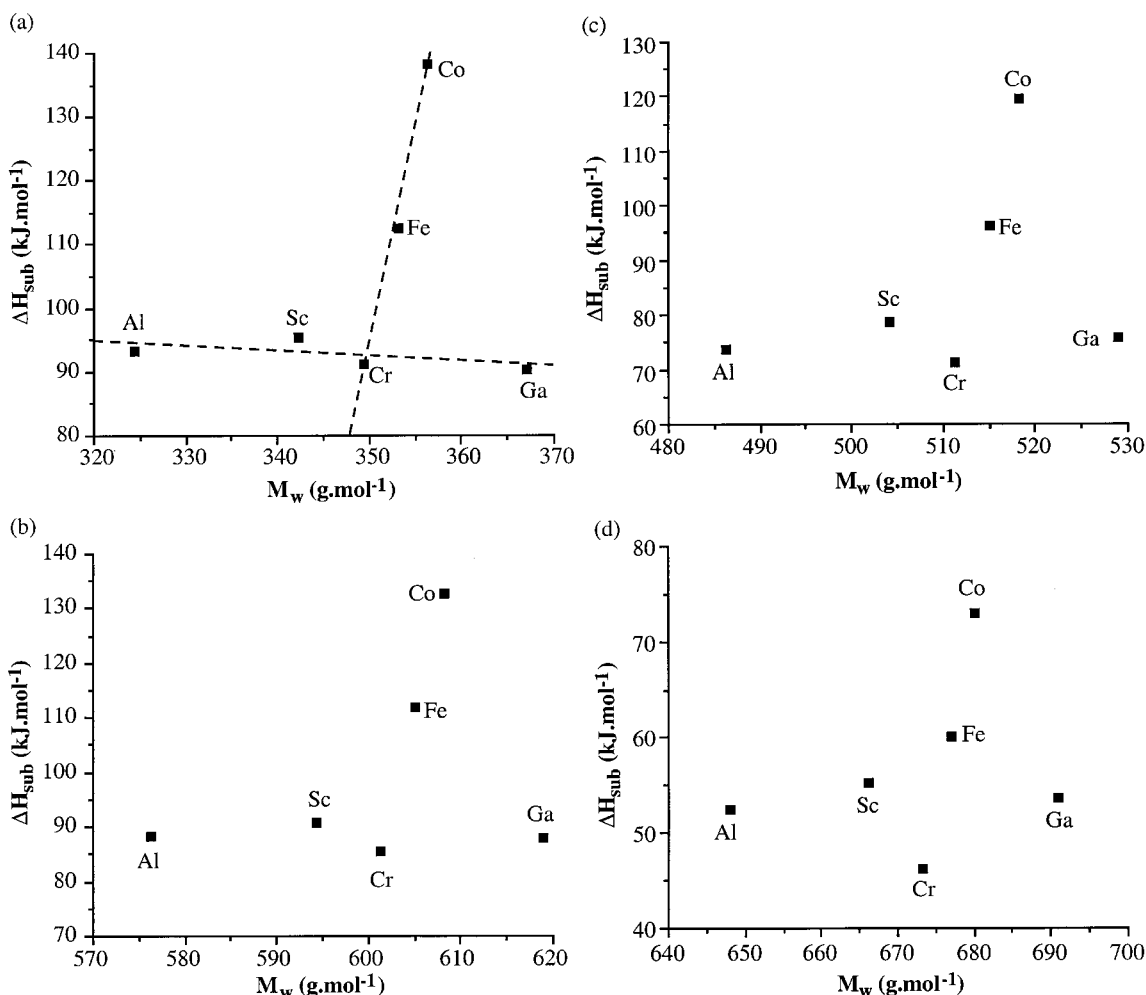 (a)
140
130
120
110
100
90
80
ΔHsub (kJ.mol-1)
Co
Fe
Al
Sc
Cr
Ga
320 330 340 350 360 370
Mw (g.mol-1)
(c)
130
120
110
100
90
80
70
60
ΔHsub (kJ.mol-1)
Co
Fe
Sc
Ga
Al
Cr
480 490 500 510 520 530
Mw (g.mol-1)
(b)
140
130
120
110
100
90
80
70
ΔHsub (kJ.mol-1)
Co
Fe
Sc
Ga
Al
Cr
570 580 590 600 610 620
Mw (g.mol-1)
(d)
80
70
60
50
40
ΔHsub (kJ.mol-1)
Co
Fe
Sc
Ga
Al
Cr
640 650 660 670 680 690 700
Mw (g.mol-1)